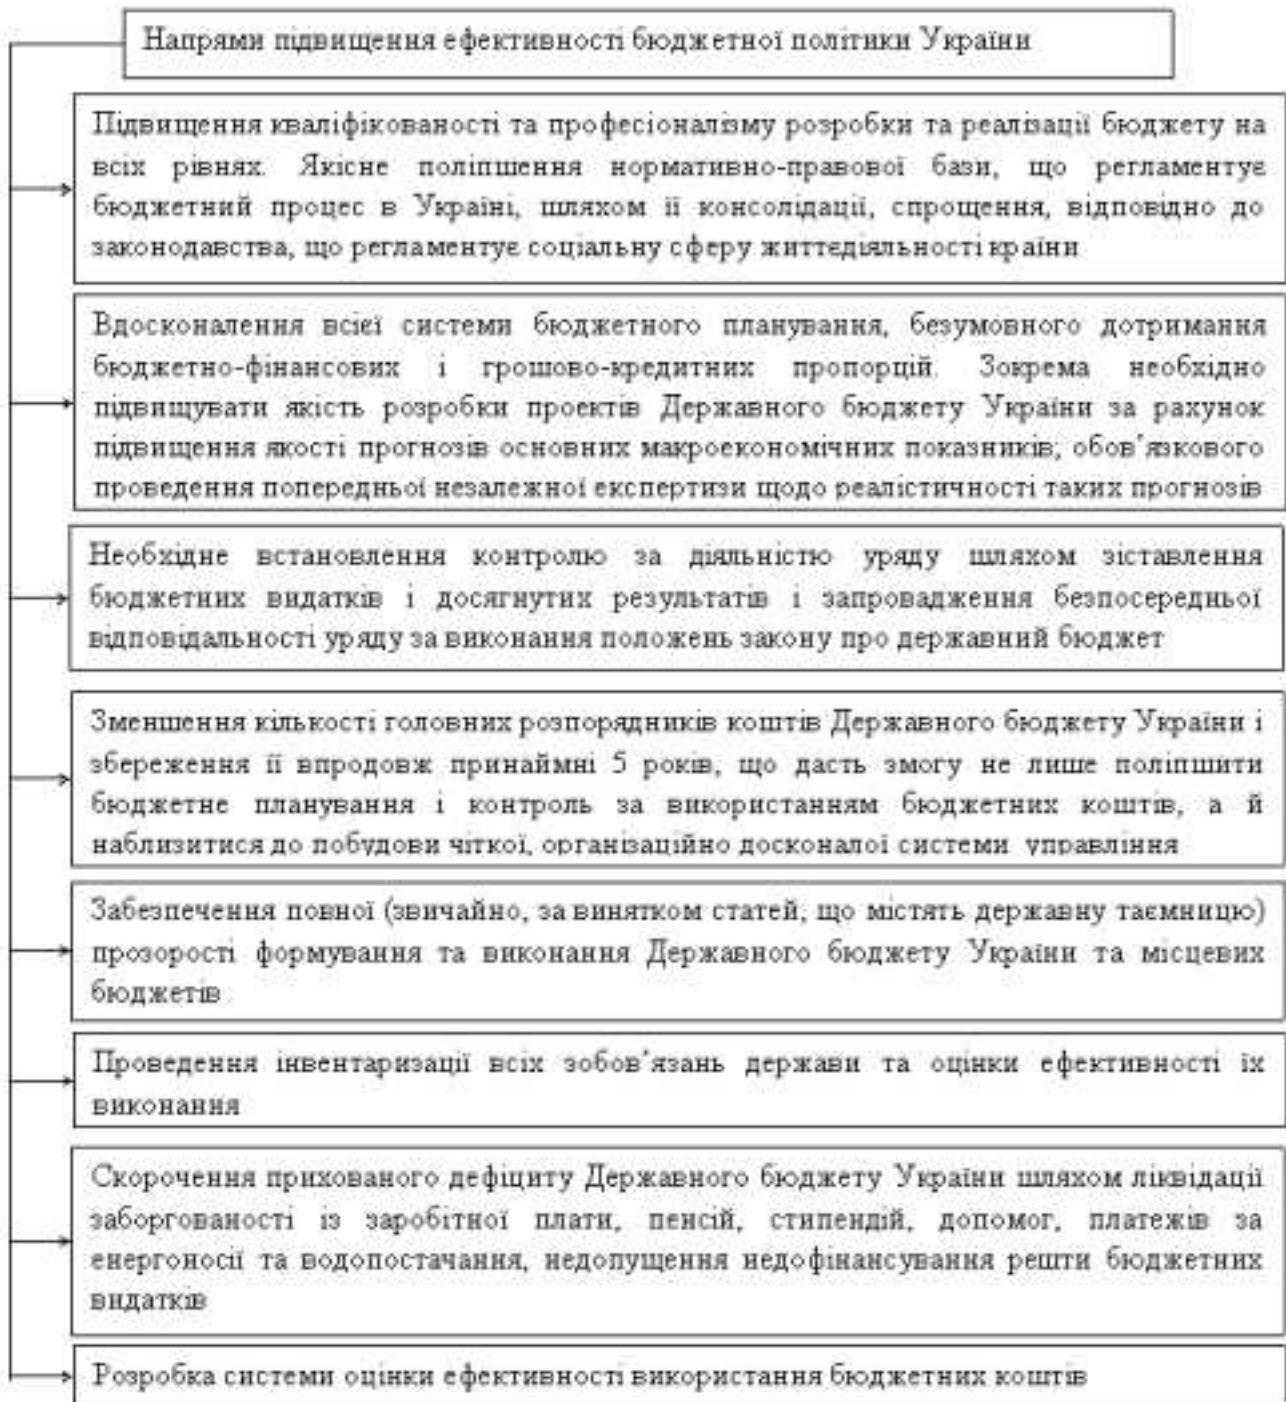 Напрями підвищення ефективності бюджетної політики України
Підвищення кваліфікованості та професіоналізму розробки та реалізації бюджету на
всіх рівнях. Якісне поліпшення нормативно-правової бази, що регламентує
бюджетний процес в Україні, шляхом її консолідації, спрощення, відповідно до
законодавства, що регламентує соціальну сферу життєдіяльності країни
Вдосконалення всієї системи бюджетного планування, безумовного дотримання
бюджетно-фінансових і грошово-кредитних пропорцій. Зокрема необхідно
підвищувати якість розробки проектів Державного бюджету України за рахунок
підвищення якості прогнозів основних макроекономічних показників; обов’язкового
проведення попередньої незалежної експертизи щодо реалістичності таких прогнозів
Необхідне встановлення контролю за діяльністю уряду шляхом зіставлення
бюджетних видатків і досягнутих результатів і запровадження безпосередньої
відповідальності уряду за виконання положень закону про державний бюджет
Зменшення кількості головних розпорядників коштів Державного бюджету України і
збереження її впродовж принаймні 5 років, що дасть змогу не лише поліпшити
бюджетне планування і контроль за використанням бюджетних коштів, а й
наблизитися до побудови чіткої, організаційно досконалої системи управління
Забезпечення повної (звичайно, за винятком статей, що містять державну таємницю)
прозорості формування та виконання Державного бюджету України та місцевих
бюджетів
Проведення інвентаризації всіх зобов’язань держави та оцінки ефективності їх
виконання
Скорочення прихованого дефіциту Державного бюджету України шляхом ліквідації
заборгованості із заробітної плати, пенсій, стипендій, допомог, платежів за
енергоносії та водопостачання, недопущення недофінансування решти бюджетних
видатків
Розробка системи оцінки ефективності використання бюджетних коштів